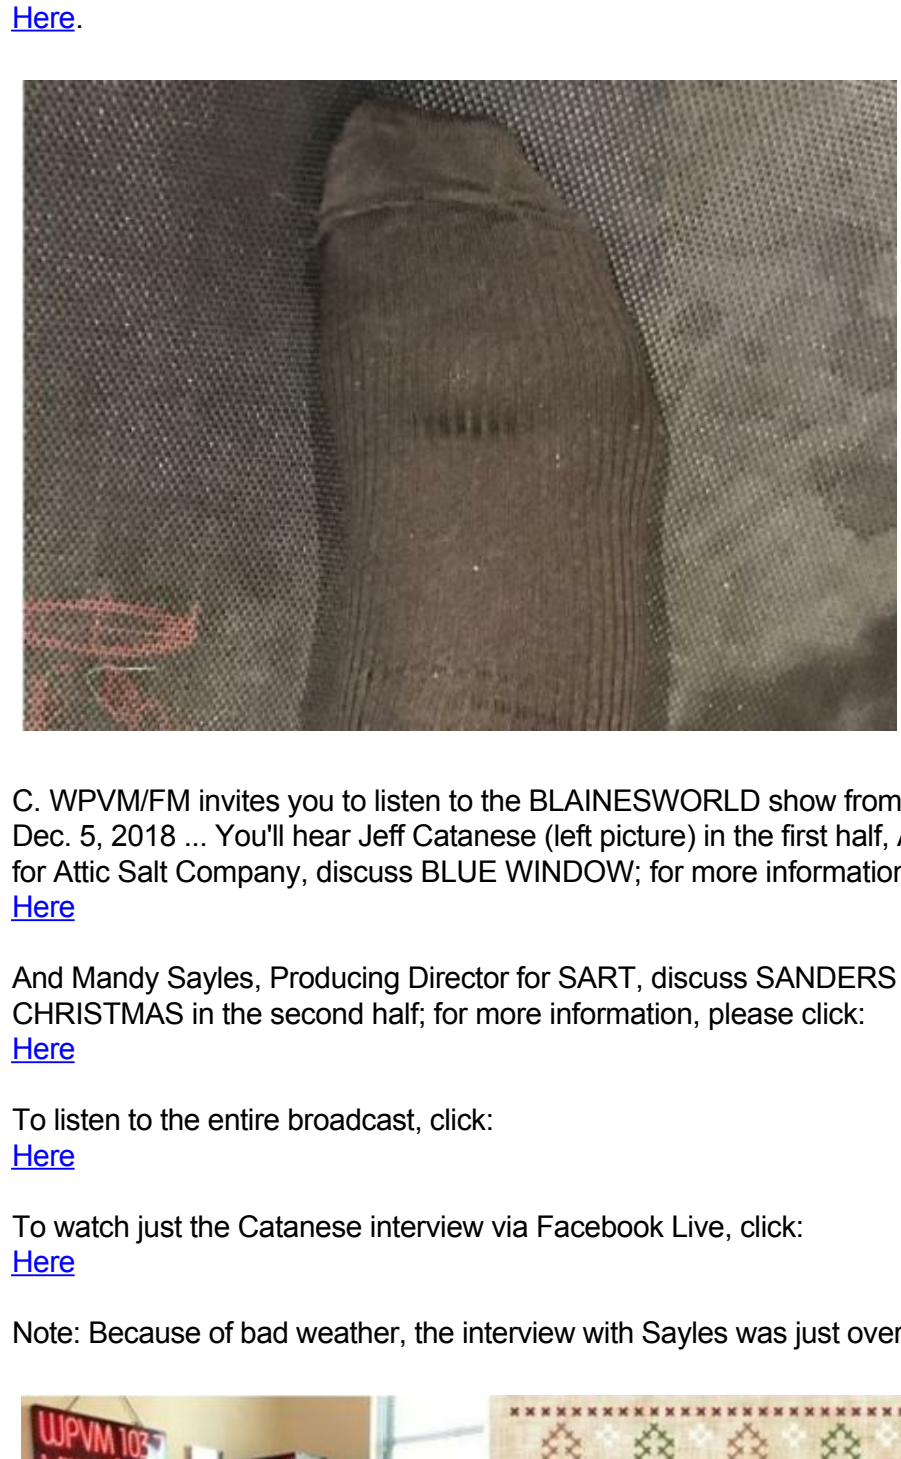 Here.
C. WPVM/FM invites you to listen to the BLAINESWORLD show from
Dec. 5, 2018 ... You'll hear Jeff Catanese (left picture) in the first half, A
for Attic Salt Company, discuss BLUE WINDOW; for more information
Here
And Mandy Sayles, Producing Director for SART, discuss SANDERS
CHRISTMAS in the second half; for more information, please click:
Here
To listen to the entire broadcast, click:
Here
To watch just the Catanese interview via Facebook Live, click:
Here
Note: Because of bad weather, the interview with Sayles was just over
WPVM 103